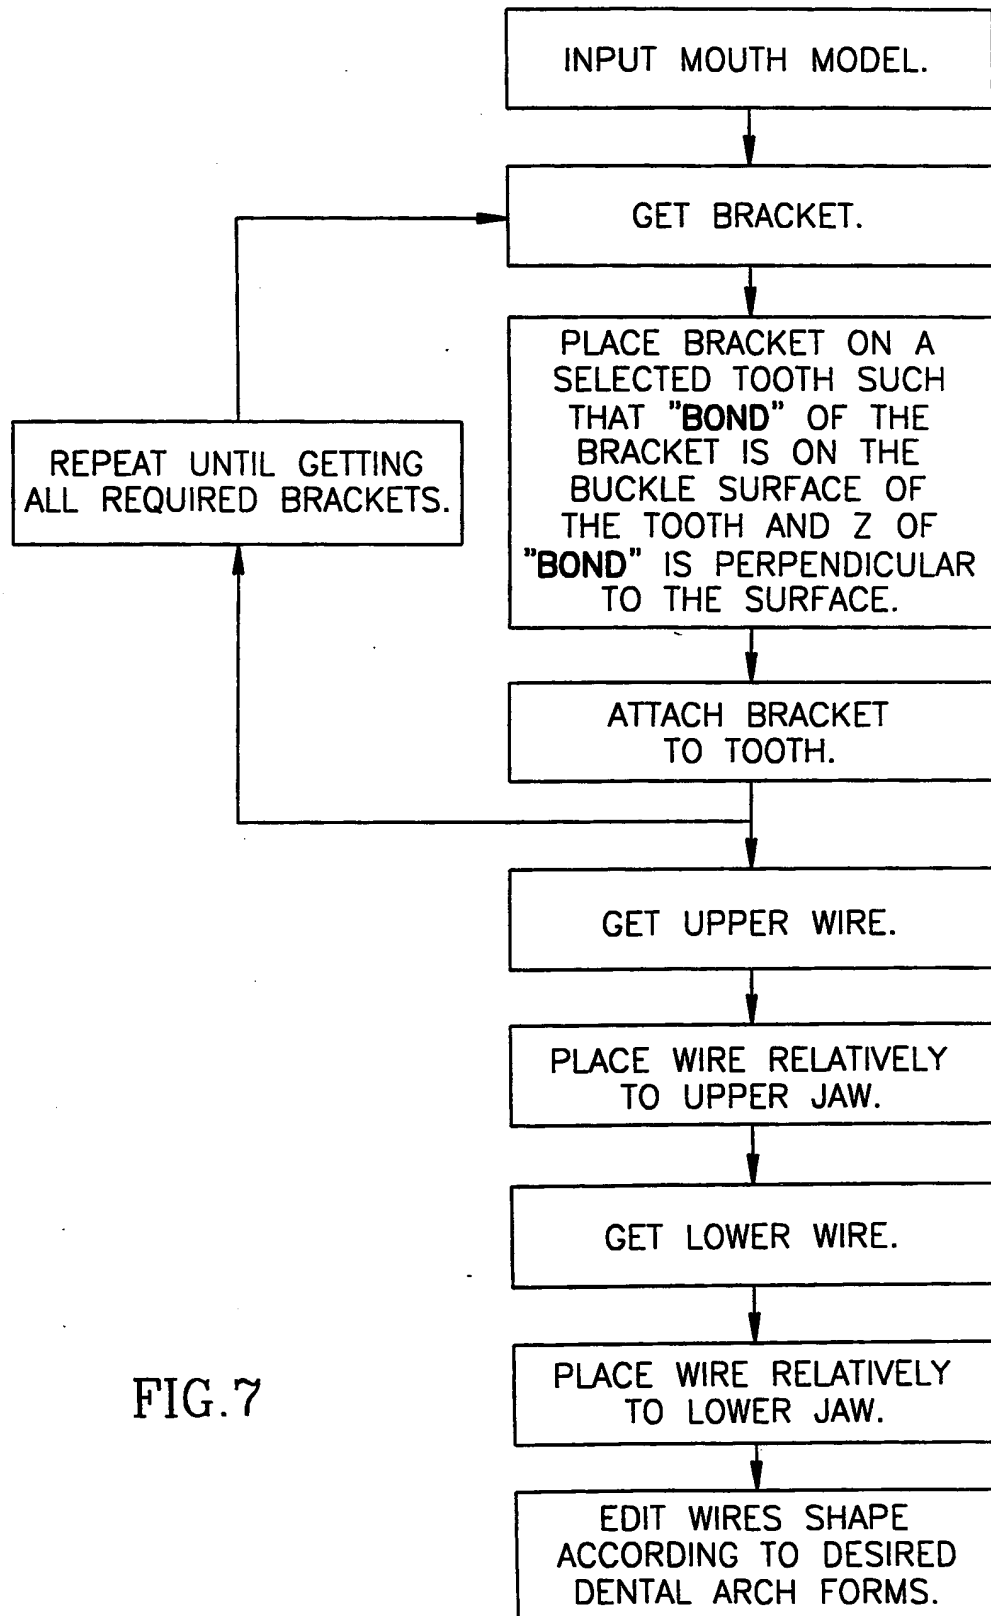 INPUT MOUTH MODEL.
GET BRACKET.
PLACE BRACKET ON A
SELECTED TOOTH SUCH
THAT "BOND" OF THE
BRACKET IS ON THE
BUCKLE SURFACE OF
THE TOOTH AND Z OF
"BOND" IS PERPENDICULAR
TO THE SURFACE.
REPEAT UNTIL GETTING
ALL REQUIRED BRACKETS.
ATTACH BRACKET
TO TOOTH.
GET UPPER WIRE.
PLACE WIRE RELATIVELY
TO UPPER JAW.
GET LOWER WIRE.
PLACE WIRE RELATIVELY
TO LOWER JAW.
EDIT WIRES SHAPE
ACCORDING TO DESIRED
DENTAL ARCH FORMS.
FIG.7